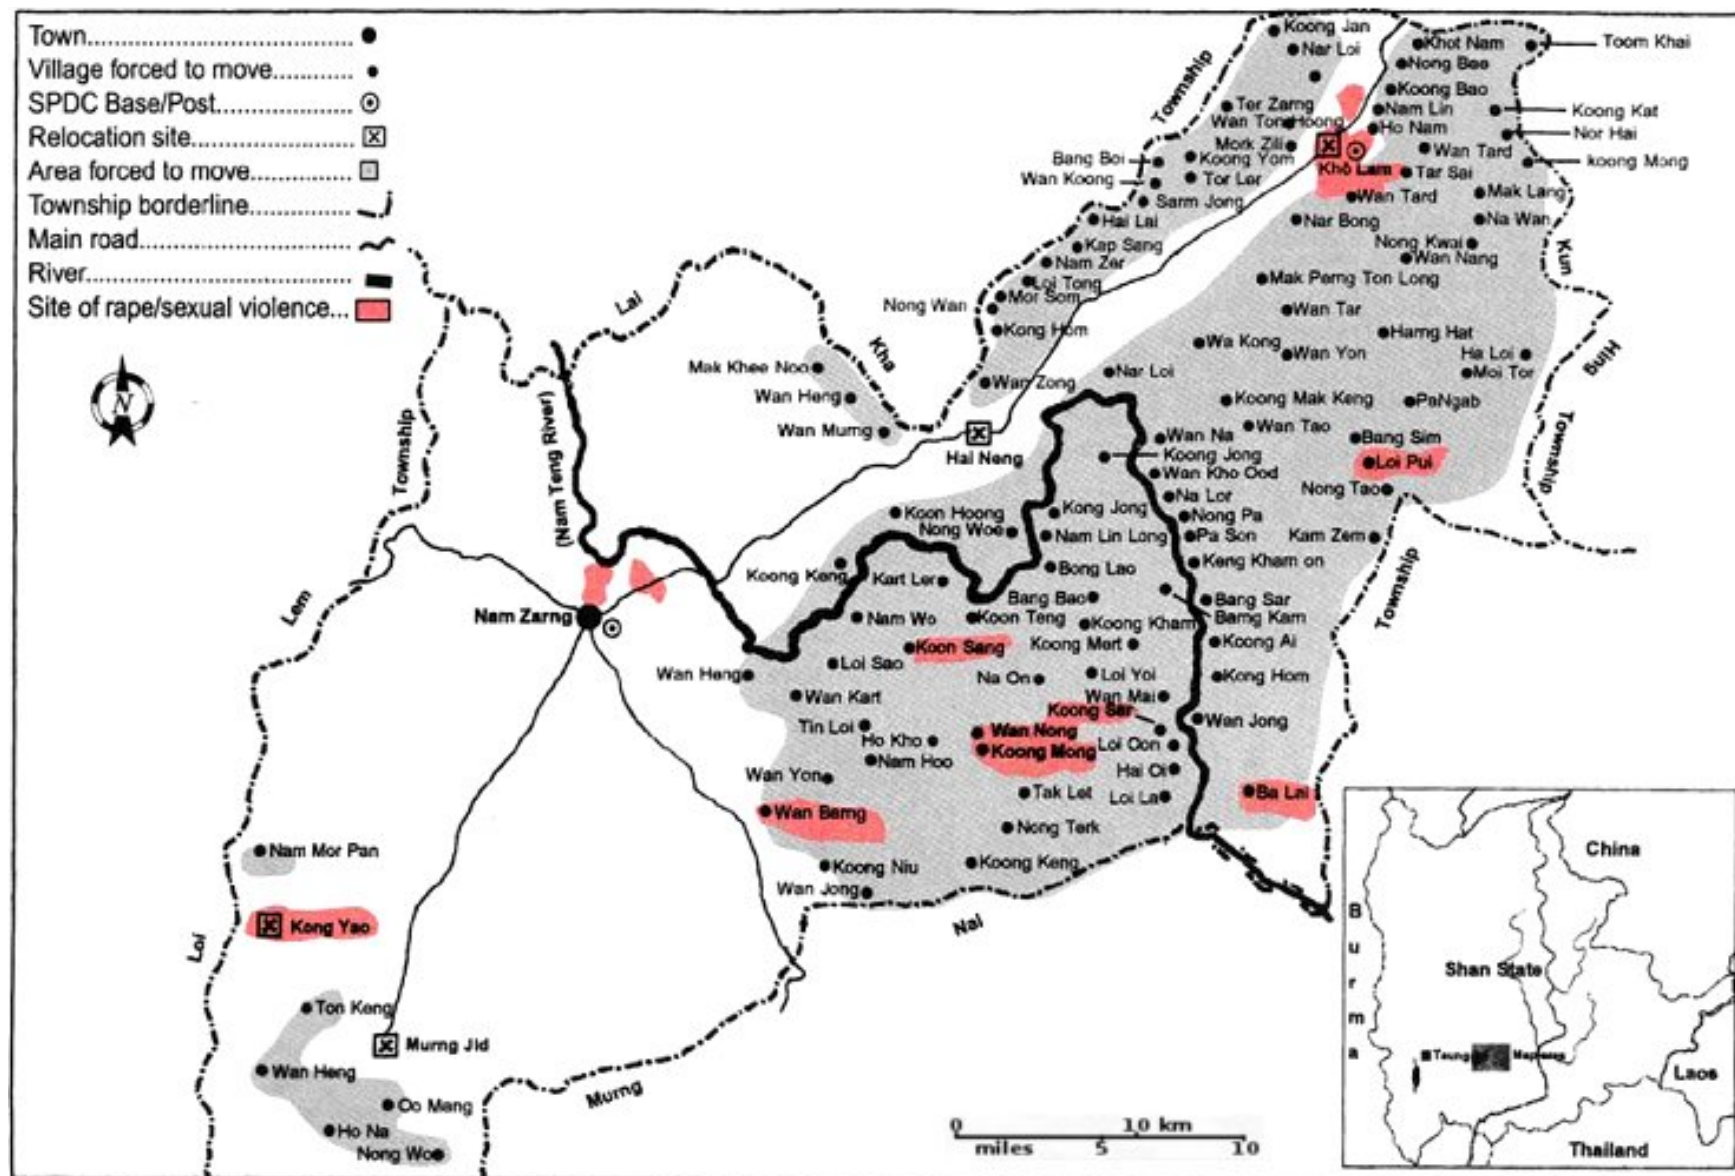 Town
Village forced to move
SPDC Base/Post
Relocation site
Area forced to move
Township borderline
Main road
River
Site of rape/sexual violence...
N
Koong Jan
Nar Loi
Township
Ter Zarng
Wan Ton Hoong
Mork Zili
Bang Boi
Koong Yom
Wan Koong
Tor Ler
Sarm Jong
Hai Lai
Kap Sang
Nam Zer
Loi Tong
Mor Som
Nong Wan
Kong Hom
Wan Zong
Khot Nam
Toom Khai
Nong Bee
Koong Bao
Nam Lin
Koong Kat
Ho Nam
Nor Hai
Wan Tard
koong Mong
Kho Lam
Tar Sai
Wan Tard
Mak Lang
Nar Bong
Na Wan
Nong Kwai
Wan Nang
Kun
Hing
Township
Mak Perng Ton Long
Wan Tar
Harng Hat
Wa Kong
Wan Yon
Ha Loi
Moi Tor
Nar Loi
Koong Mak Keng
PaNgab
Wan Tao
Bang Sim
Loi Pui
Nong Tao
Kam Zem
Township
Lai
Kha
Mak Khee Noo
Wan Heng
Wan Murng
Hai Neng
Township
(Nam Teng River)
Wan Na
Koong Jong
Wan Kho Ood
Na Lor
Nong Pa
Pa Son
Keng Kham on
Koon Hoong
Nong Woe
Kong Jong
Nam Lin Long
Koong Keng
Kart Ler
Bong Lao
Bang Bao
Bang Sar
Barng Kam
Nam Zarng
Nam Wo
Koon Teng
Koong Kham
Koon Sang
Koong Mert
Koong Ai
Wan Heng
Loi Sao
Na On
Loi Yoi
Kong Hom
Wan Kart
Wan Mai
Koong Sar
Tin Loi
Wan Nong
Wan Jong
Ho Kho
Koong Mong
Loi Oon
Nam Hoo
Wan Yon
Hai Oi
Tak Let
Loi La
Ba Lai
Wan Barng
Nong Terk
Koong Niu
Koong Keng
Wan Jong
Lem
Nam Mor Pan
Kong Yao
Loi
Nai
Ton Keng
Murng Jid
Wan Heng
Oo Mang
Ho Na
Nong Wo
Murng
0 10 km
miles 5 10
China
Burma
Shan State
Laos
Thailand